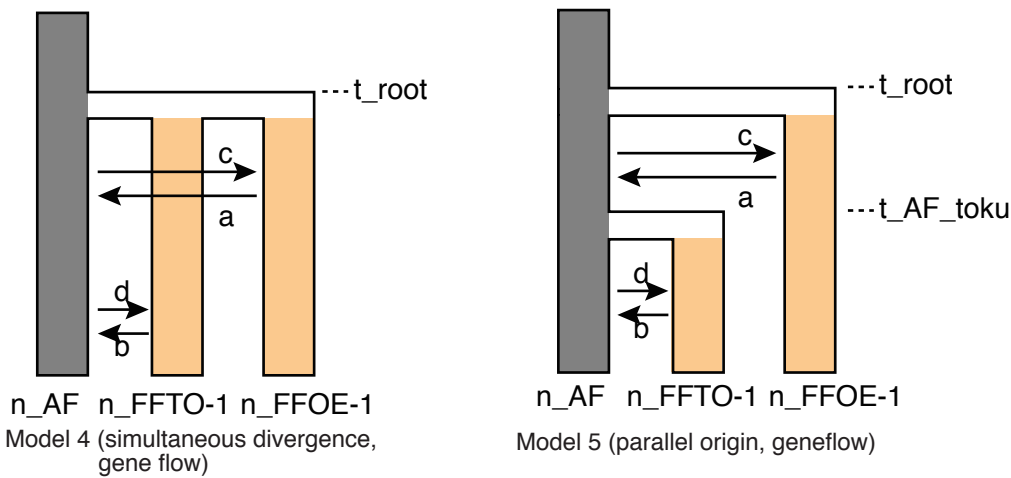 t_root
c
a
d
b
n_AF n_FFTO-1 n_FFOE-1
Model 4 (simultaneous divergence,
gene flow)
t_root
c
a
t_AF_toku
d
b
n_AF n_FFTO-1 n_FFOE-1
Model 5 (parallel origin, geneflow)